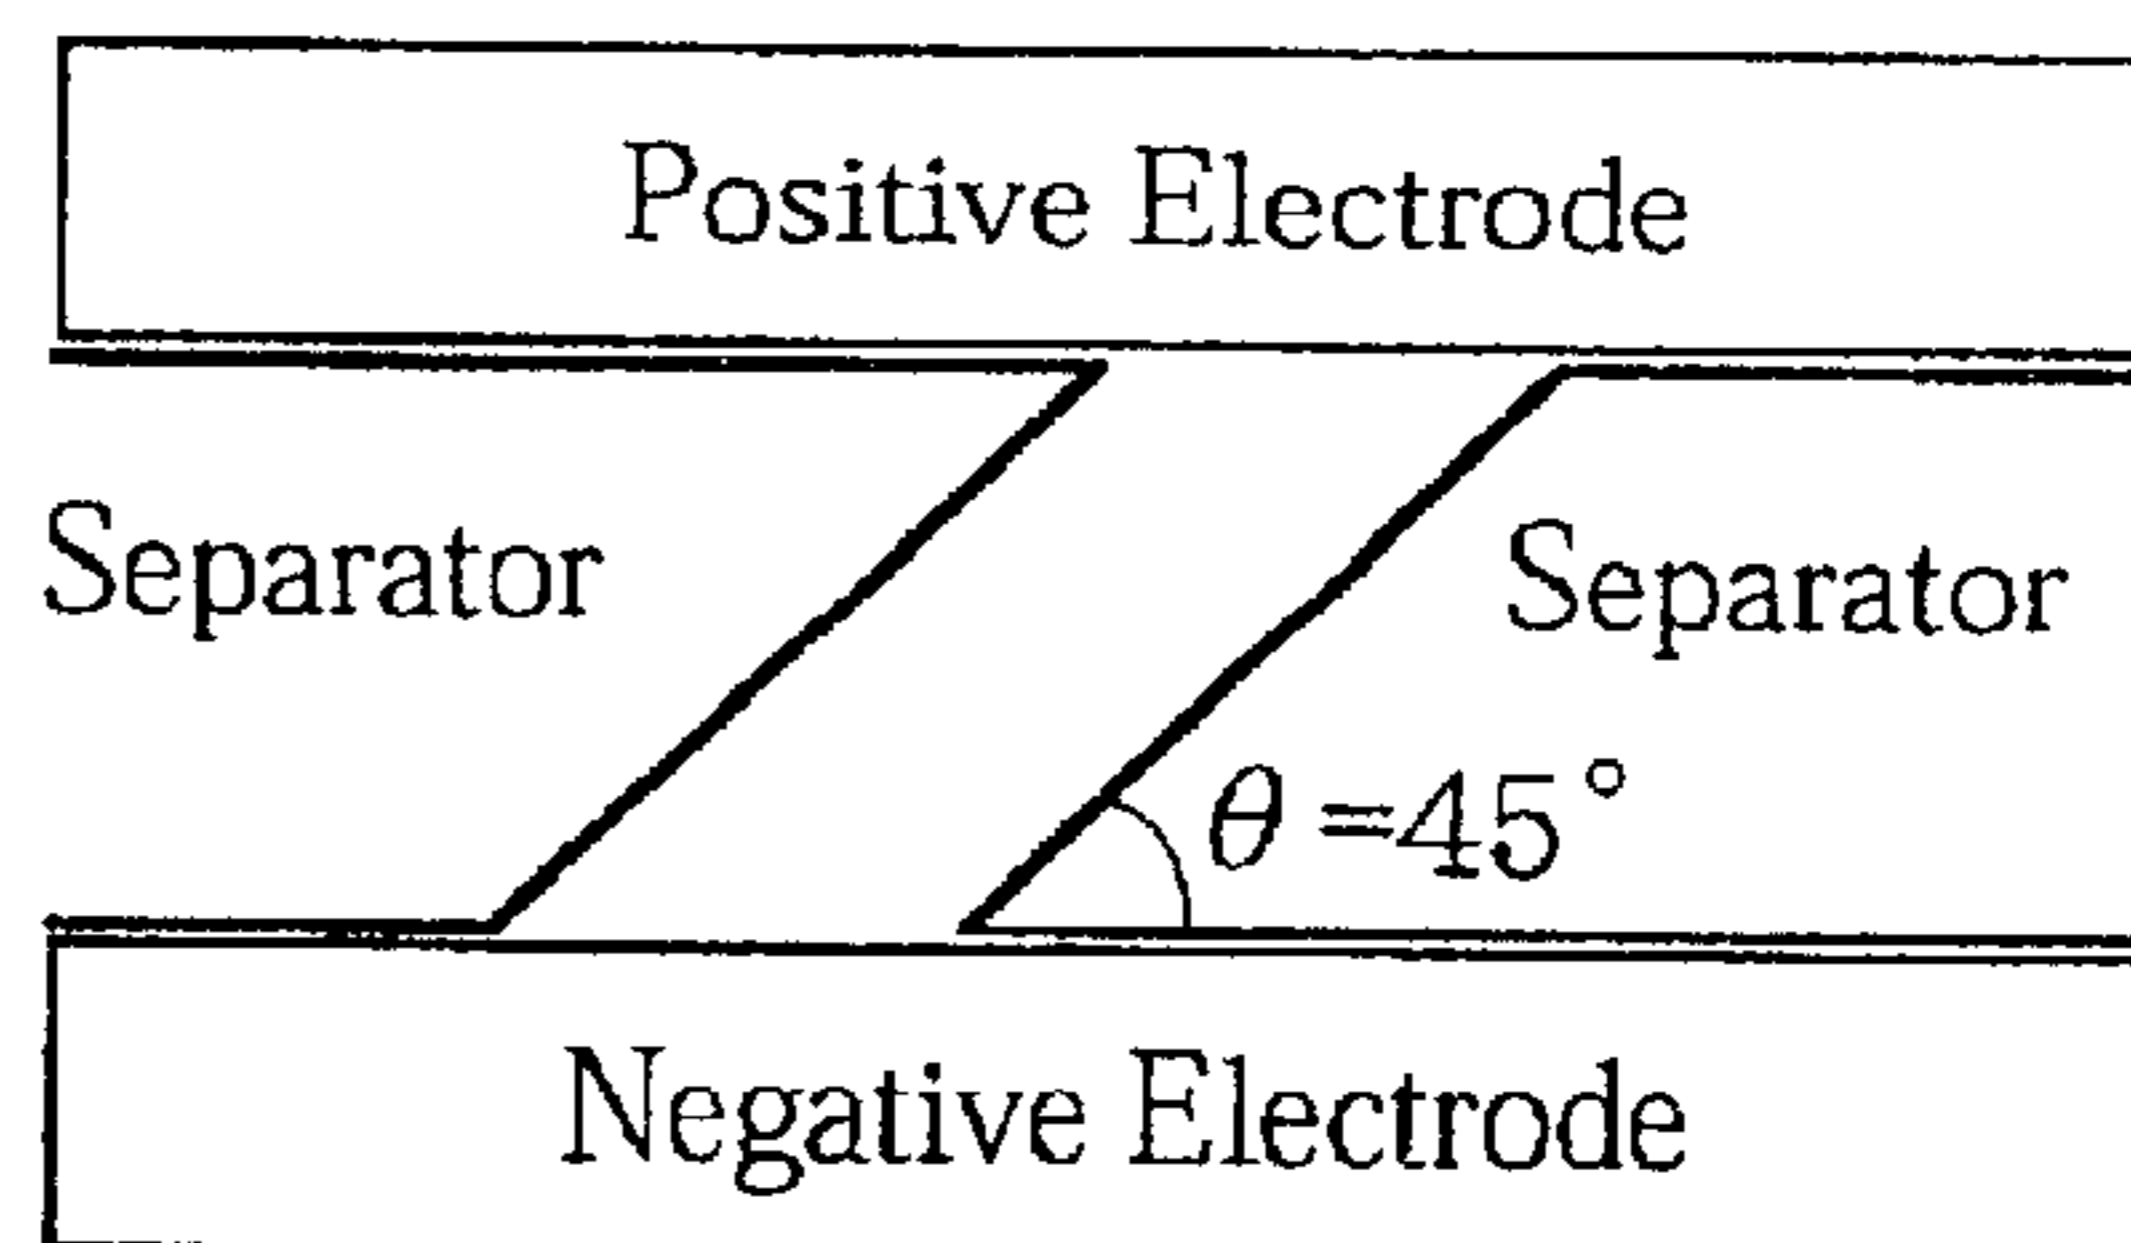 Positive Electrode
Separator
Separator
θ=45°
Negative Electrode